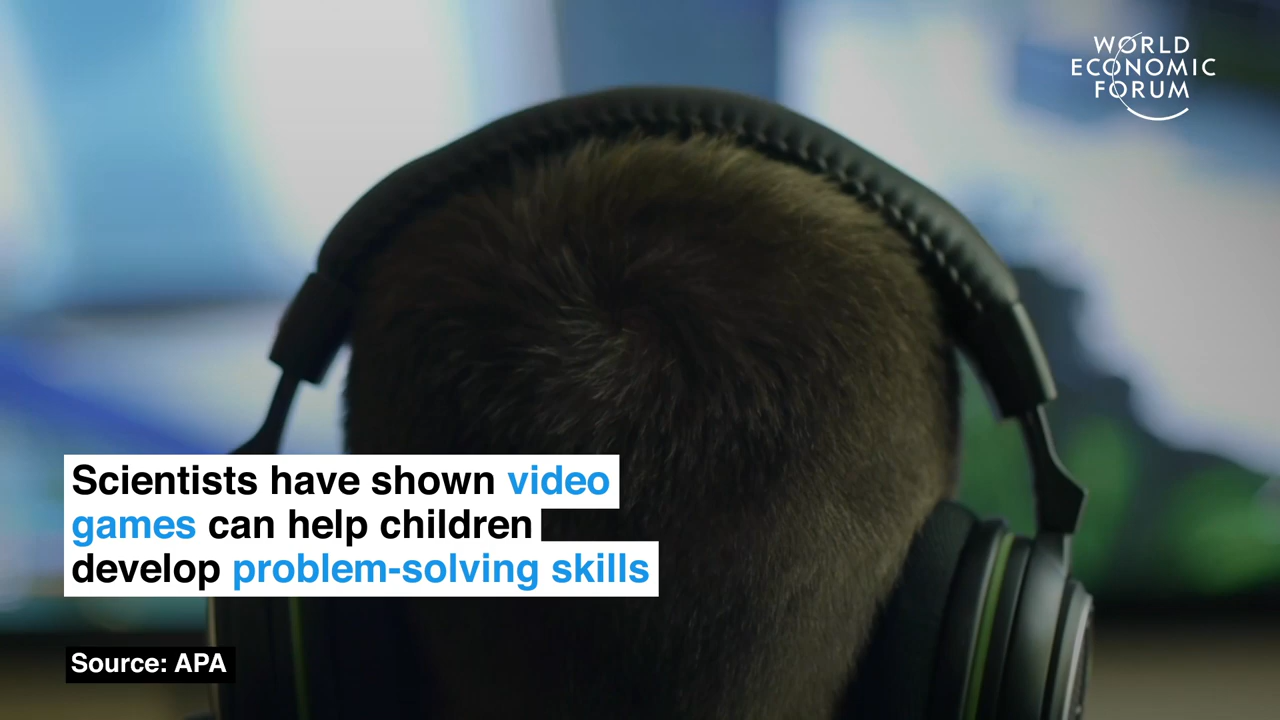 WORLD
ECONOMIC
FORUM
Scientists have shown video
games can help children
develop problem-solving skills
Source: APA